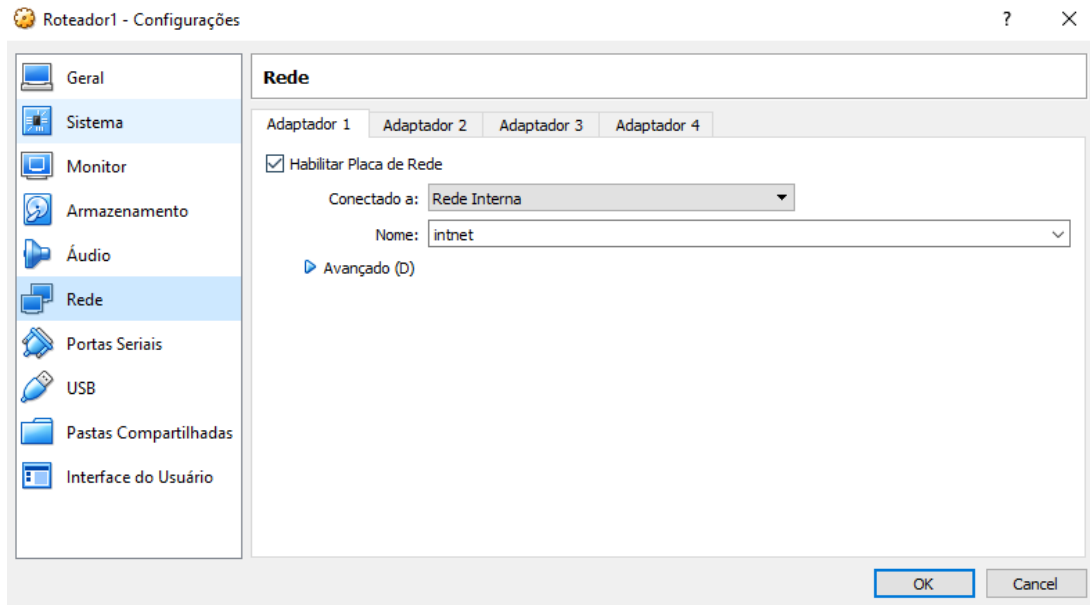 Roteador1 - Configurações
?
Geral
Sistema
Monitor
Armazenamento
Áudio
Rede
Portas Seriais
USB
Pastas Compartilhadas
Interface do Usuário
Rede
Adaptador 1 Adaptador 2 Adaptador 3 Adaptador 4
Habilitar Placa de Rede
Conectado a: Rede Interna
Nome: intnet
Avançado (D)
OK Cancel